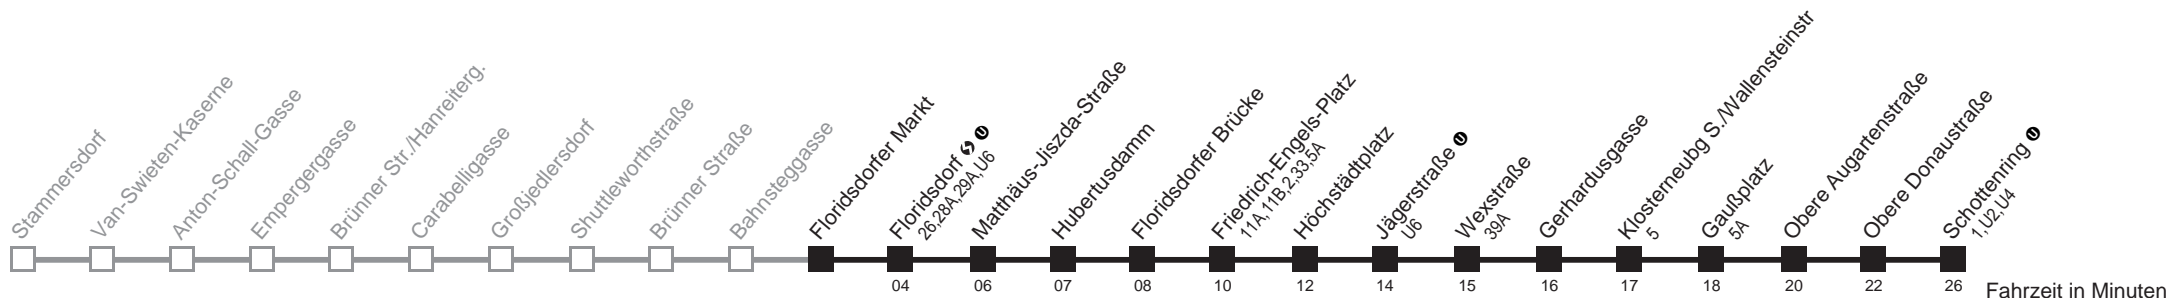 Stammersdorf
Van-Swieten-Kaserne
Anton-Schall-Gasse
Empergergasse
Brünner Str./Hanreiterg.
Carabelligasse
Großjedlersdorf
Shuttleworthstraße
Brünner Straße
Bahnsteggasse
Floridsdorfer Markt
Floridsdorf S U
26,28A,29A,U6
Matthäus-Jiszda-Straße
Hubertusdamm
Floridsdorfer Brücke
Friedrich-Engels-Platz
11A,11B,2,33,5A
Höchstädtplatz
Jägerstraße U
U6
Wexstraße
39A
Gerhardusgasse
Klosterneubg S./Wallensteinstr
5
Gaußplatz
5A
Obere Augartenstraße
Obere Donaustraße
Schottenring U
1,U2,U4
04 06 07 08 10 12 14 15 16 17 18 20 22 26 Fahrzeit in Minuten